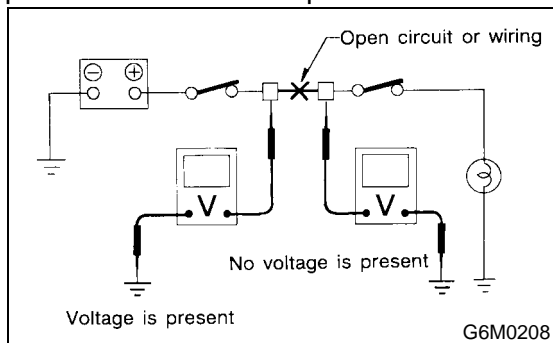 Open circuit or wiring
⊖ ⊕
V
V
No voltage is present
Voltage is present
G6M0208